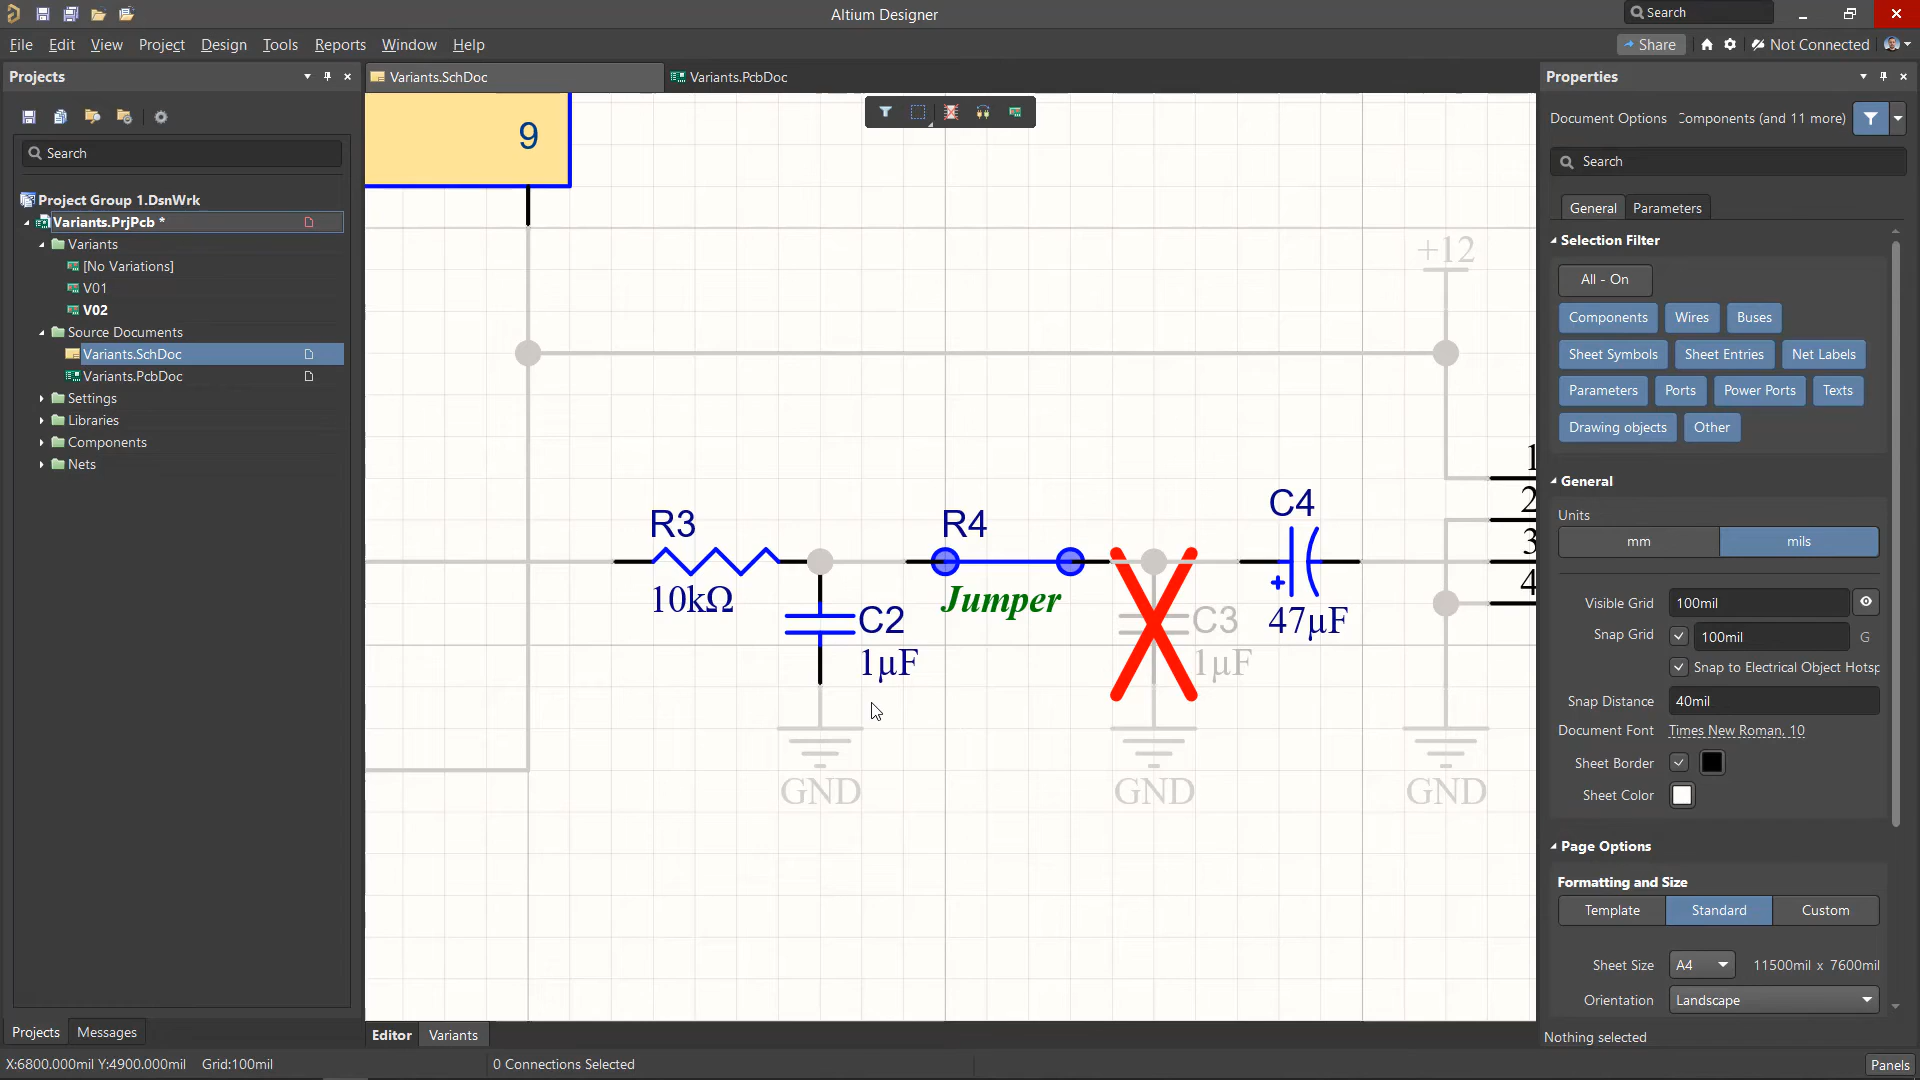 Altium Designer
Search
File Edit View Project Design Tools Reports Window Help
Share
Not Connected
Projects
Search
Project Group 1.DsnWrk
Variants.PrjPcb *
Variants
[No Variations]
V01
V02
Source Documents
Variants.SchDoc
Variants.PcbDoc
Settings
Libraries
Components
Nets
Projects Messages
Variants.SchDoc
Variants.PcbDoc
9
+12
R3
10kΩ
C2
1µF
R4
Jumper
C3
1µF
C4
47µF
1
2
3
4
GND
GND
GND
Editor Variants
Properties
Document Options
Components (and 11 more)
Search
General Parameters
Selection Filter
All - On
Components Wires Buses
Sheet Symbols Sheet Entries Net Labels
Parameters Ports Power Ports Texts
Drawing objects Other
General
Units
mm mils
Visible Grid 100mil
Snap Grid 100mil G
Snap to Electrical Object Hotsp
Snap Distance 40mil
Document Font Times New Roman, 10
Sheet Border
Sheet Color
Page Options
Formatting and Size
Template Standard Custom
Sheet Size A4 11500mil x 7600mil
Orientation Landscape
Nothing selected
X:6800.000mil Y:4900.000mil Grid:100mil
0 Connections Selected
Panels